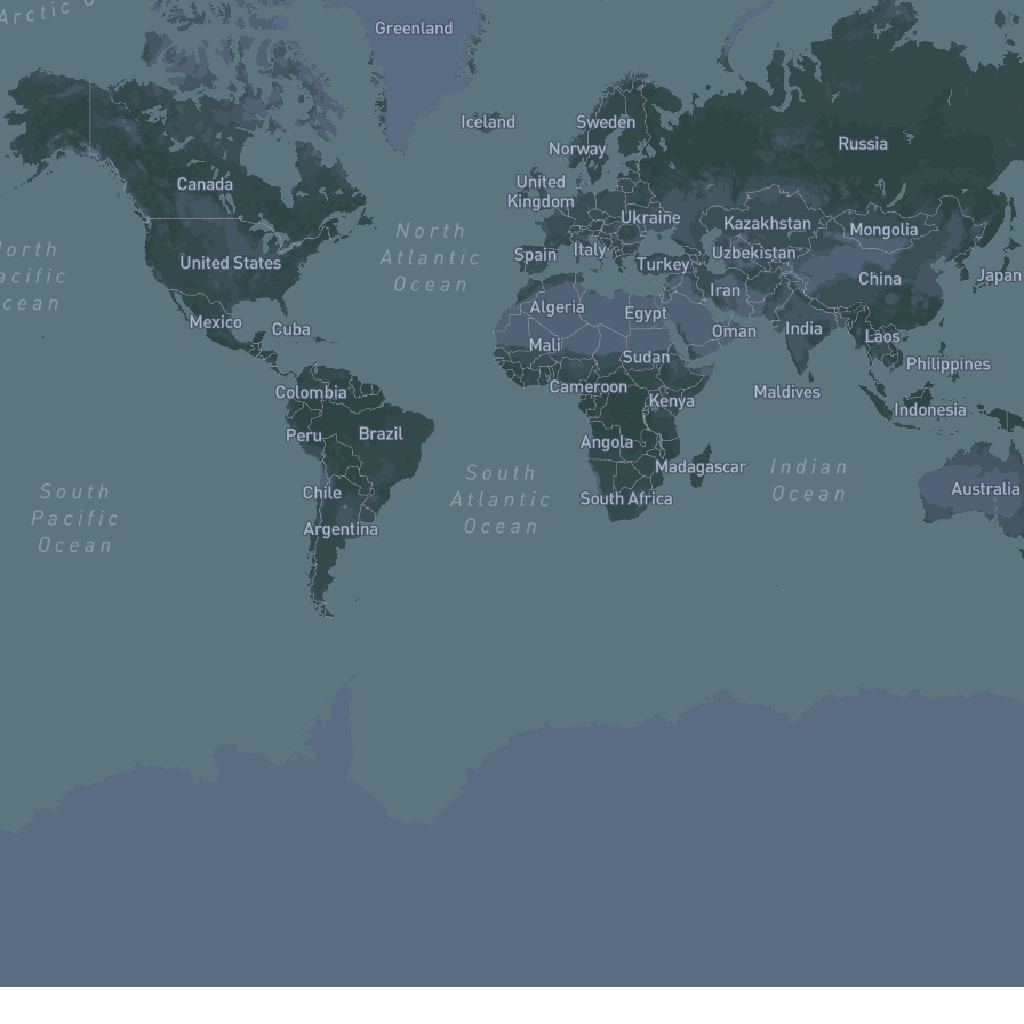 Arctic O
Greenland
Iceland
Sweden
Norway
Russia
United
Kingdom
Canada
Ukraine
Kazakhstan
Mongolia
North
Atlantic
Ocean
orth
acific
cean
Spain
Italy
Turkey
Uzbekistan
United States
China
Japan
Iran
Algeria
Egypt
Mexico
Cuba
Oman
India
Laos
Mali
Sudan
Philippines
Colombia
Cameroon
Kenya
Maldives
Indonesia
Peru
Brazil
Angola
Madagascar
Indian
Ocean
South
Atlantic
Ocean
South
Pacific
Ocean
Chile
South Africa
Australia
Argentina